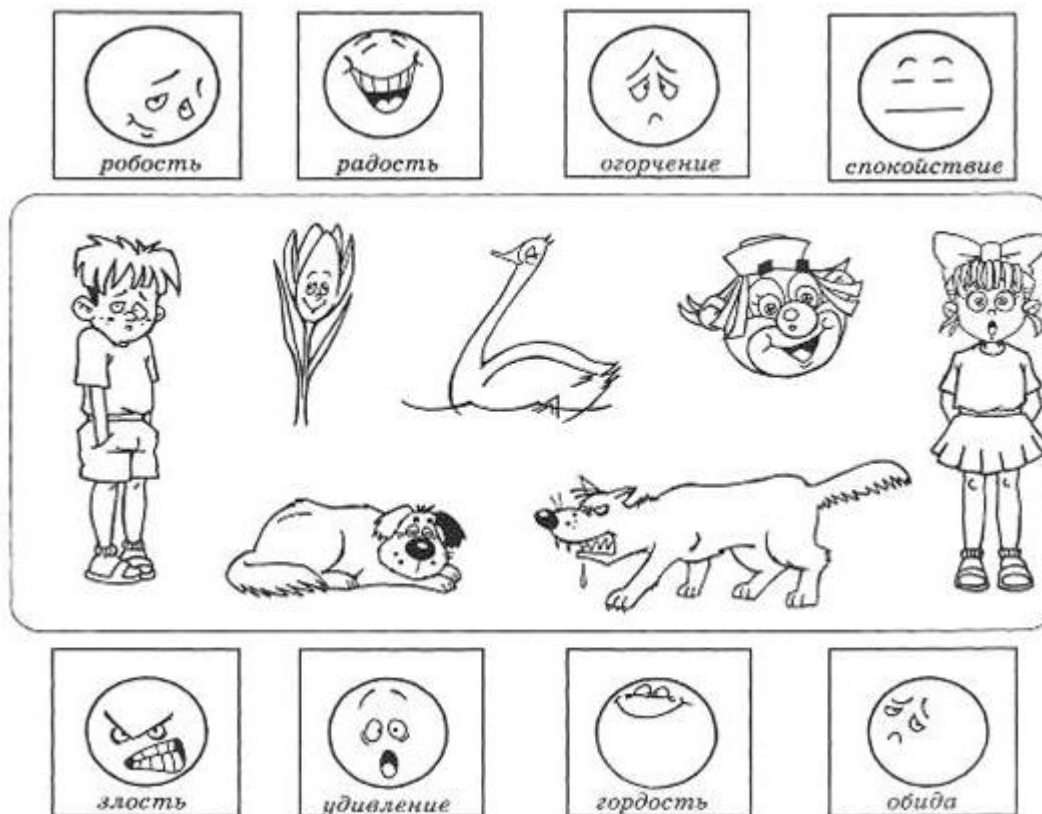 робость
радость
огорчение
спокойствие
злость
удивление
гордость
обида